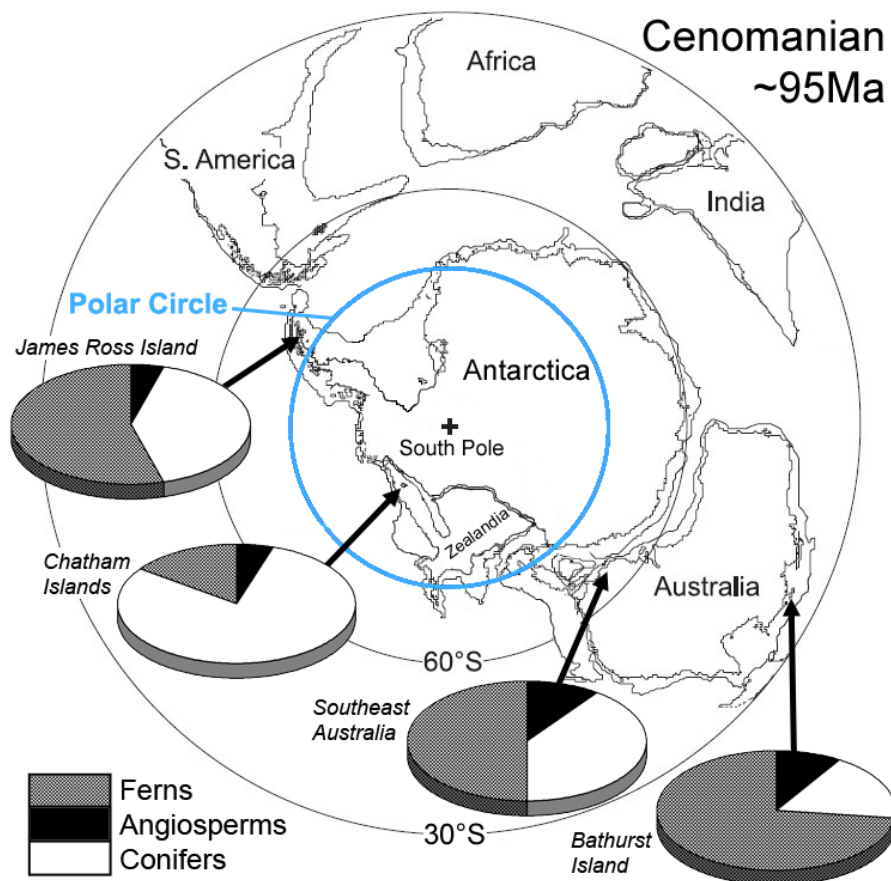 Cenomanian
~95Ma
Africa
S. America
India
Polar Circle
James Ross Island
Antarctica
South Pole
Chatham
Islands
Zealandia
Australia
60°S
Southeast
Australia
Ferns
Angiosperms
Conifers
30°S
Bathurst
Island